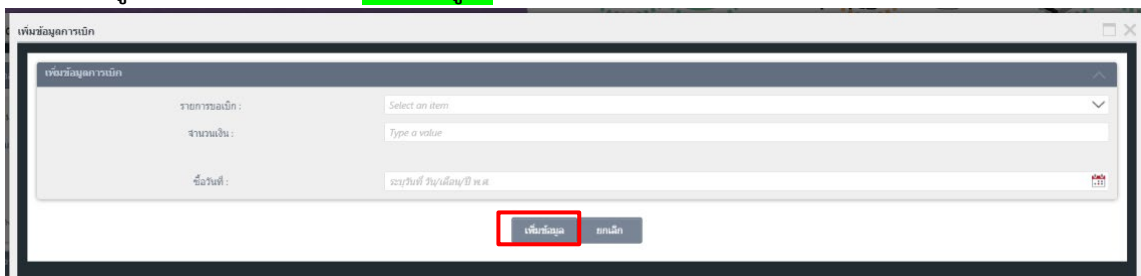 เพิ่มข้อมูลการเบิก
เพิ่มข้อมูลการเบิก
รายการขอเบิก :
Select an item
จำนวนเงิน :
Type a value
ซื้อวันที่ :
ระบุวันที่ วัน/เดือน/ปี พ.ศ.
เพิ่มข้อมูล
ยกเลิก